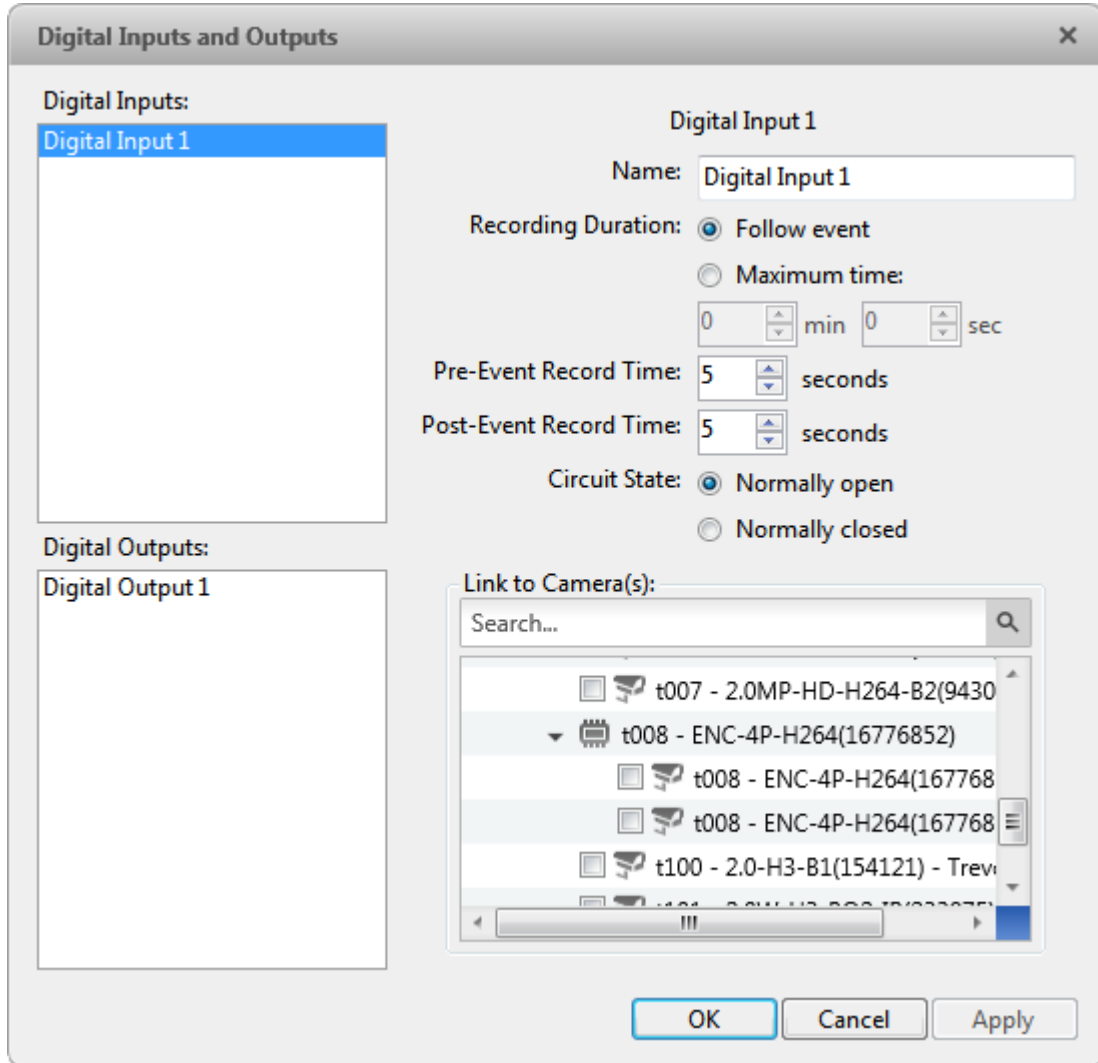 Digital Inputs and Outputs
Digital Inputs:
Digital Input 1
Digital Input 1
Name: Digital Input 1
Recording Duration: Follow event
Maximum time:
0 min 0 sec
Pre-Event Record Time: 5 seconds
Post-Event Record Time: 5 seconds
Circuit State: Normally open
Normally closed
Digital Outputs:
Digital Output 1
Link to Camera(s):
Search...
t007 - 2.0MP-HD-H264-B2(9430
t008 - ENC-4P-H264(16776852)
t008 - ENC-4P-H264(167768
t008 - ENC-4P-H264(167768
t100 - 2.0-H3-B1(154121) - Trev
OK Cancel Apply